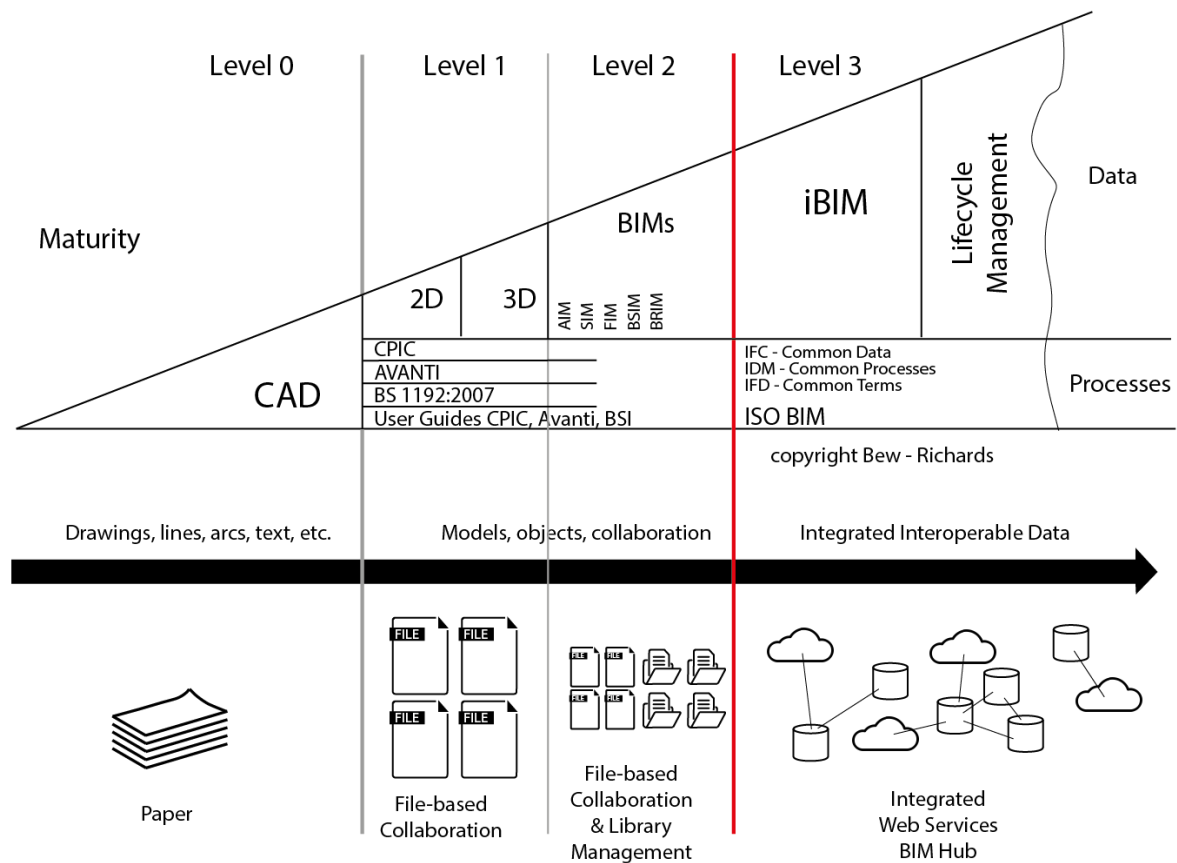 Level 0
Level 1
Level 2
Level 3
Maturity
CAD
2D
3D
BIMs
AIM
SIM
FIM
BSIM
BRIM
iBIM
Lifecycle
Management
Data
CPIC
AVANTI
BS 1192:2007
User Guides CPIC, Avanti, BSI
IFC - Common Data
IDM - Common Processes
IFD - Common Terms
ISO BIM
Processes
copyright Bew - Richards
Drawings, lines, arcs, text, etc.
Models, objects, collaboration
Integrated Interoperable Data
FILE
FILE
FILE
FILE
FILE
FILE
FILE
FILE
Paper
File-based
Collaboration
File-based
Collaboration
& Library
Management
Integrated
Web Services
BIM Hub